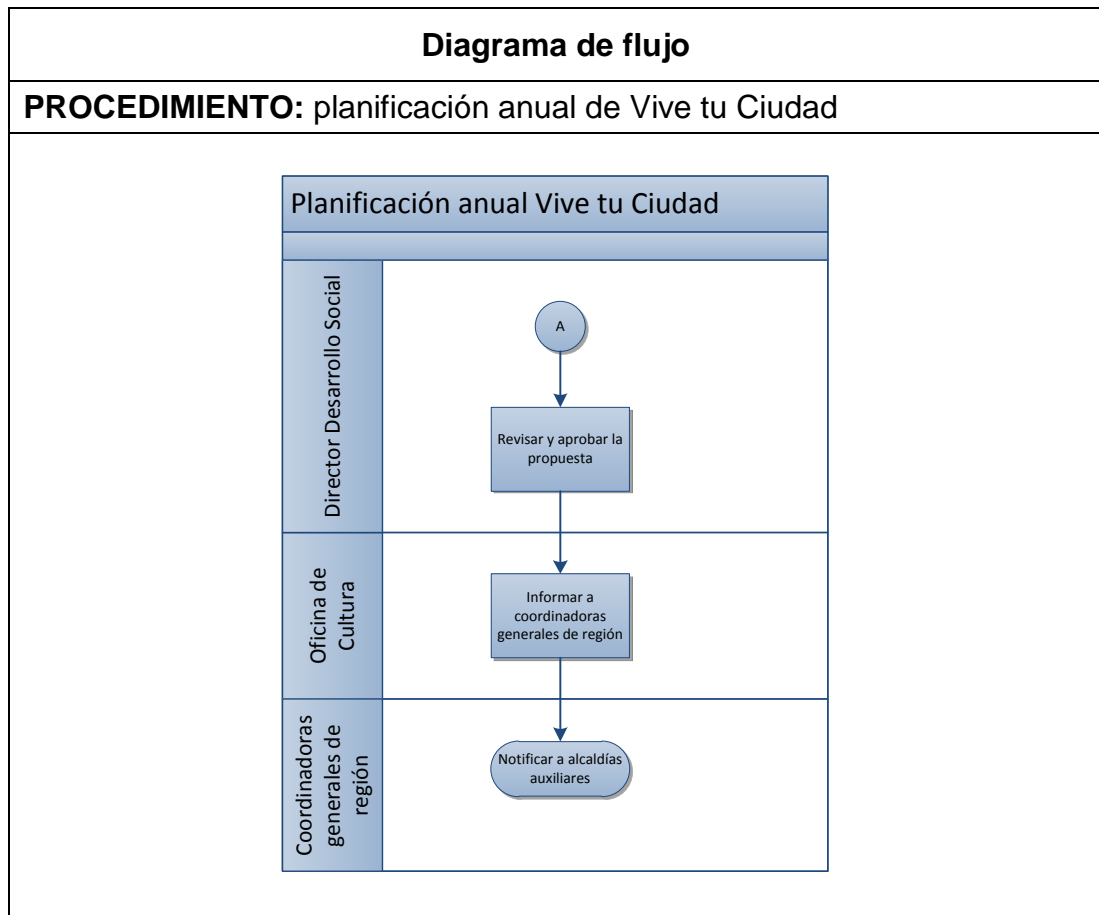 Diagrama de flujo
PROCEDIMIENTO: planificación anual de Vive tu Ciudad
Planificación anual Vive tu Ciudad
Director Desarrollo Social
A
Revisar y aprobar la
propuesta
Oficina de
Cultura
Informar a
coordinadoras
generales de región
Coordinadoras
generales de
región
Notificar a alcaldías
auxiliares